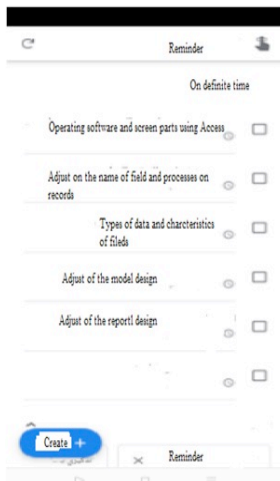 Reminder
On definite time
Operating software and screen parts using Access
Adjust on the name of field and processes on
records
Types of data and charcteristics
of fileds
Adjust of the model design
Adjust of the reportl design
Create +
Reminder